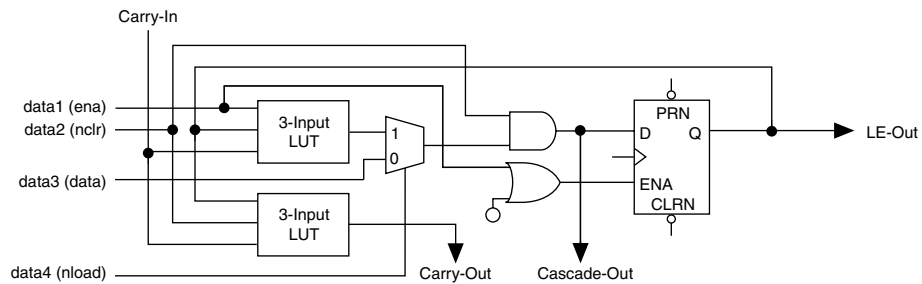 Carry-In
data1 (ena)
data2 (nclr)
3-Input
LUT
1
0
data3 (data)
3-Input
LUT
data4 (nload)
Carry-Out
Cascade-Out
PRN
D
Q
ENA
CLRN
LE-Out